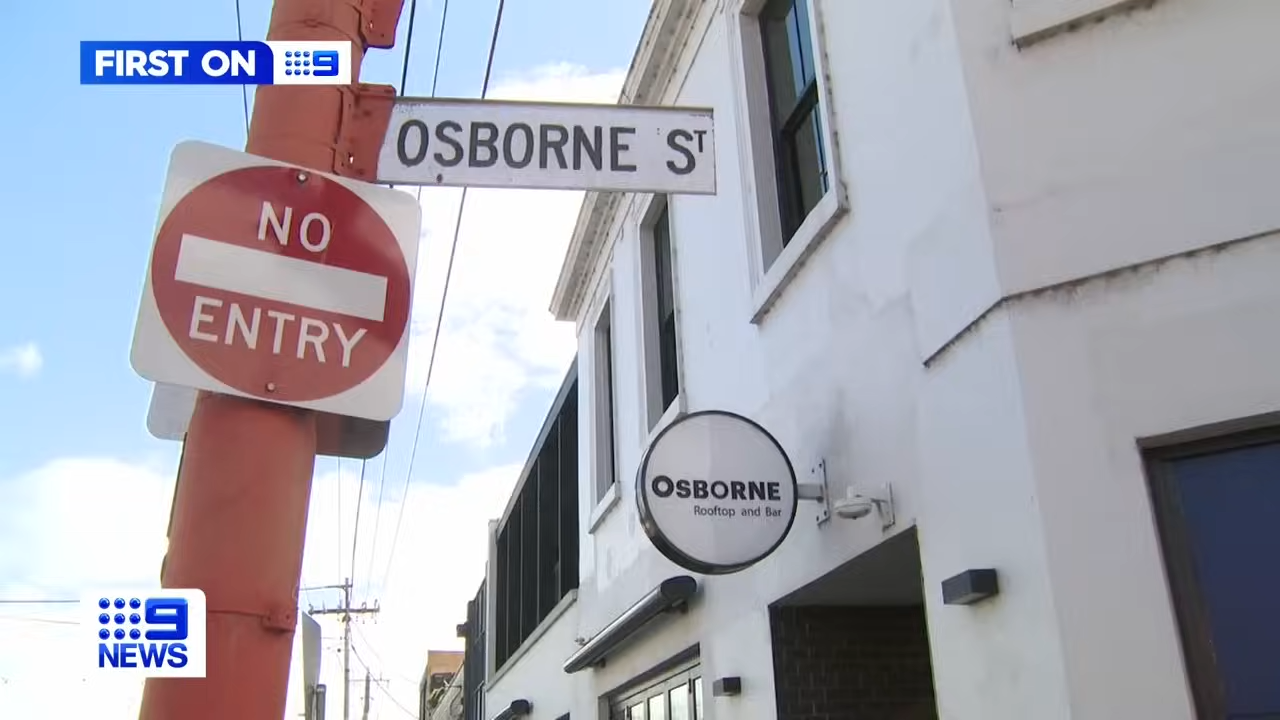 FIRST ON 9
OSBORNE ST
NO
ENTRY
OSBORNE
Rooftop and Bar
9
NEWS